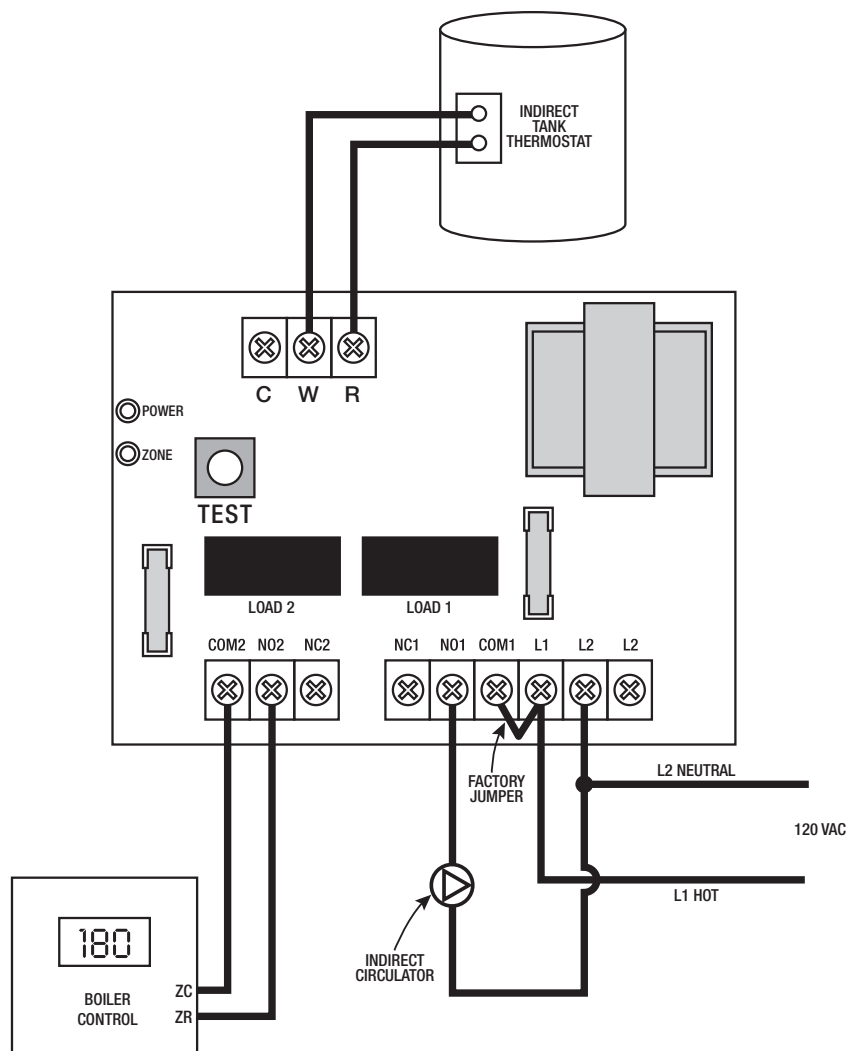 INDIRECT
TANK
THERMOSTAT
C W R
POWER
ZONE
TEST
LOAD 2 LOAD 1
COM2 NO2 NC2 NC1 NO1 COM1 L1 L2 L2
FACTORY
JUMPER
L2 NEUTRAL
120 VAC
L1 HOT
INDIRECT
CIRCULATOR
180
BOILER
CONTROL
ZC
ZR